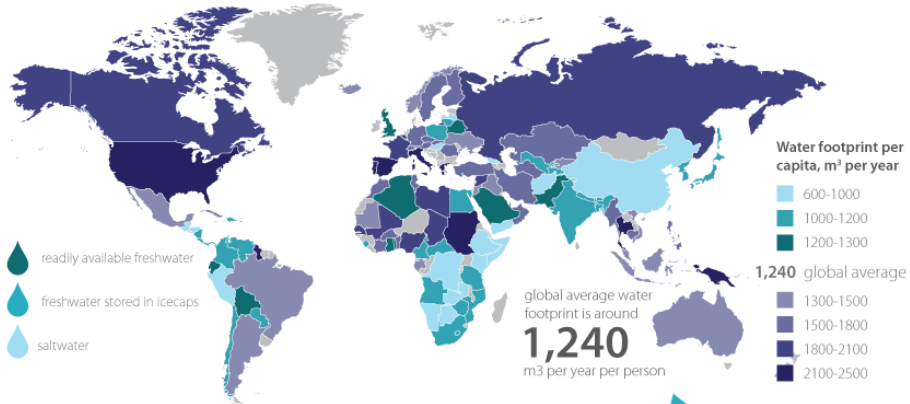 Water footprint per
capita, m³ per year
600-1000
1000-1200
1200-1300
1,240 global average
1300-1500
1500-1800
1800-2100
2100-2500
readily available freshwater
freshwater stored in icecaps
saltwater
global average water
footprint is around
1,240
m3 per year per person